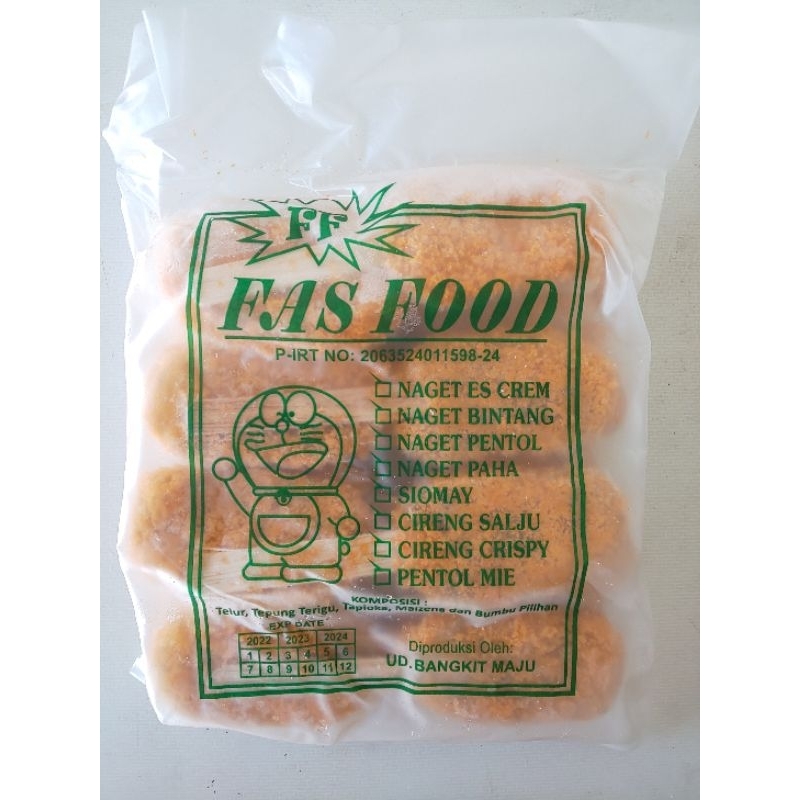 FF
FAS FOOD
P-IRT NO: 2063524011598-24
NAGET ES CREM
NAGET BINTANG
NAGET PENTOL
NAGET PAHA
SIOMAY
CIRENG SALJU
CIRENG CRISPY
PENTOL MIE
KOMPOSISI :
Telur, Tepung Terigu, Tapioka, Maizena dan Bumbu Pilihan
EXP DATE
2022 2023 2024
1 2 3 4 5 6
7 8 9 10 11 12
Diproduksi Oleh:
UD. BANGKIT MAJU